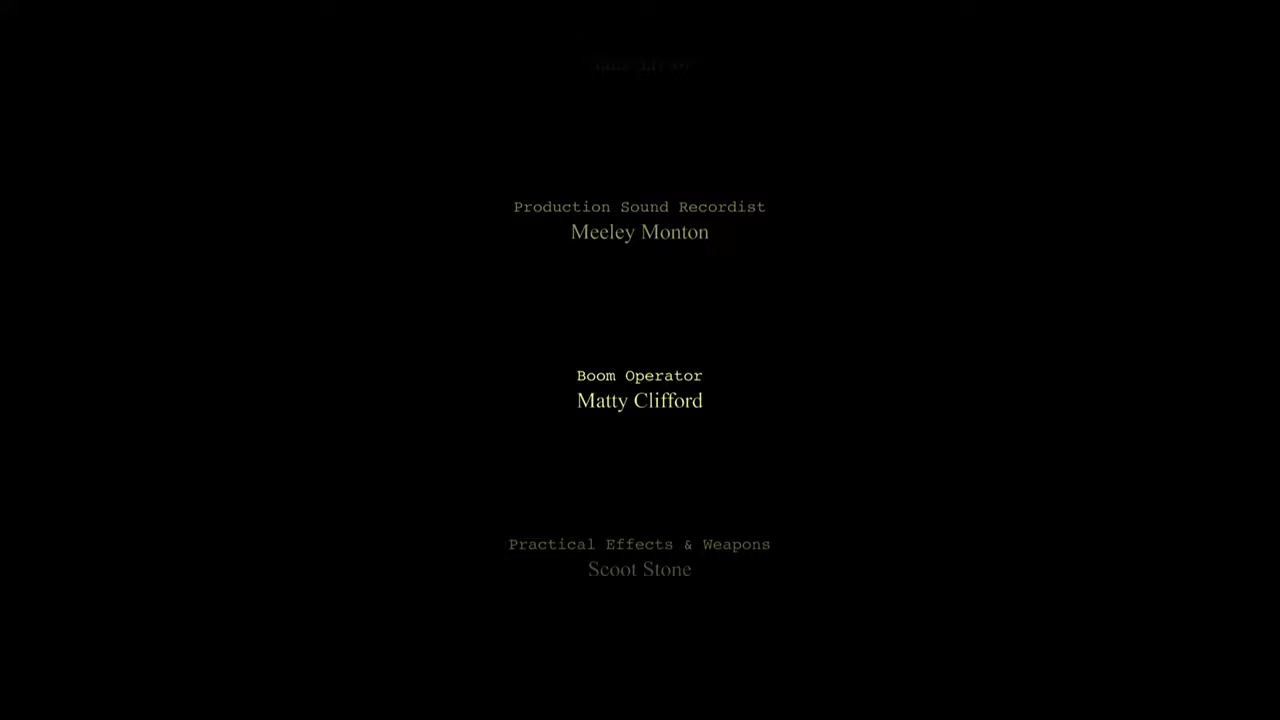 Production Sound Recordist
Meeley Monton
Boom Operator
Matty Clifford
Practical Effects & Weapons
Scoot Stone